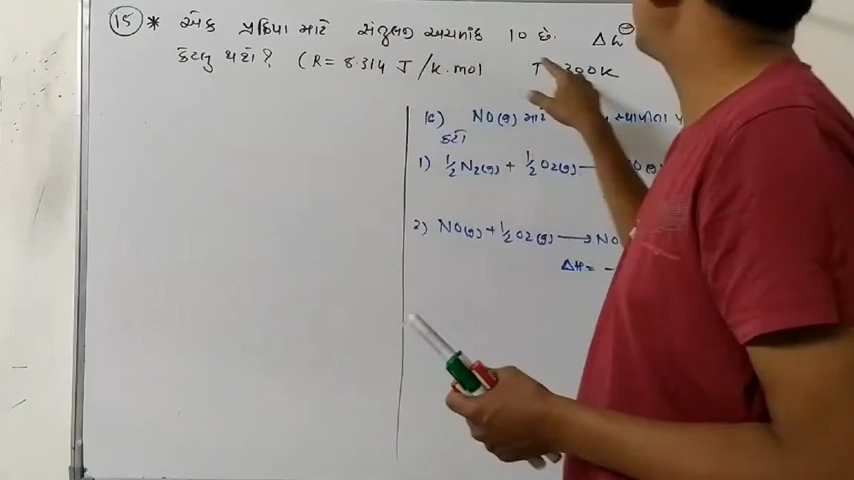 15 * એક પ્રક્રિયા માટે સંતુલન અચળાંક 10 છે. ΔG⊖
કેટલુ થશે? (R= 8.314 J/K.mol T = 300K
(c) NO(g) માટે
કરો
1) ½N₂(g) + ½O₂(g) →
2) NO(g) + ½O₂(g) → NO
ΔH= -